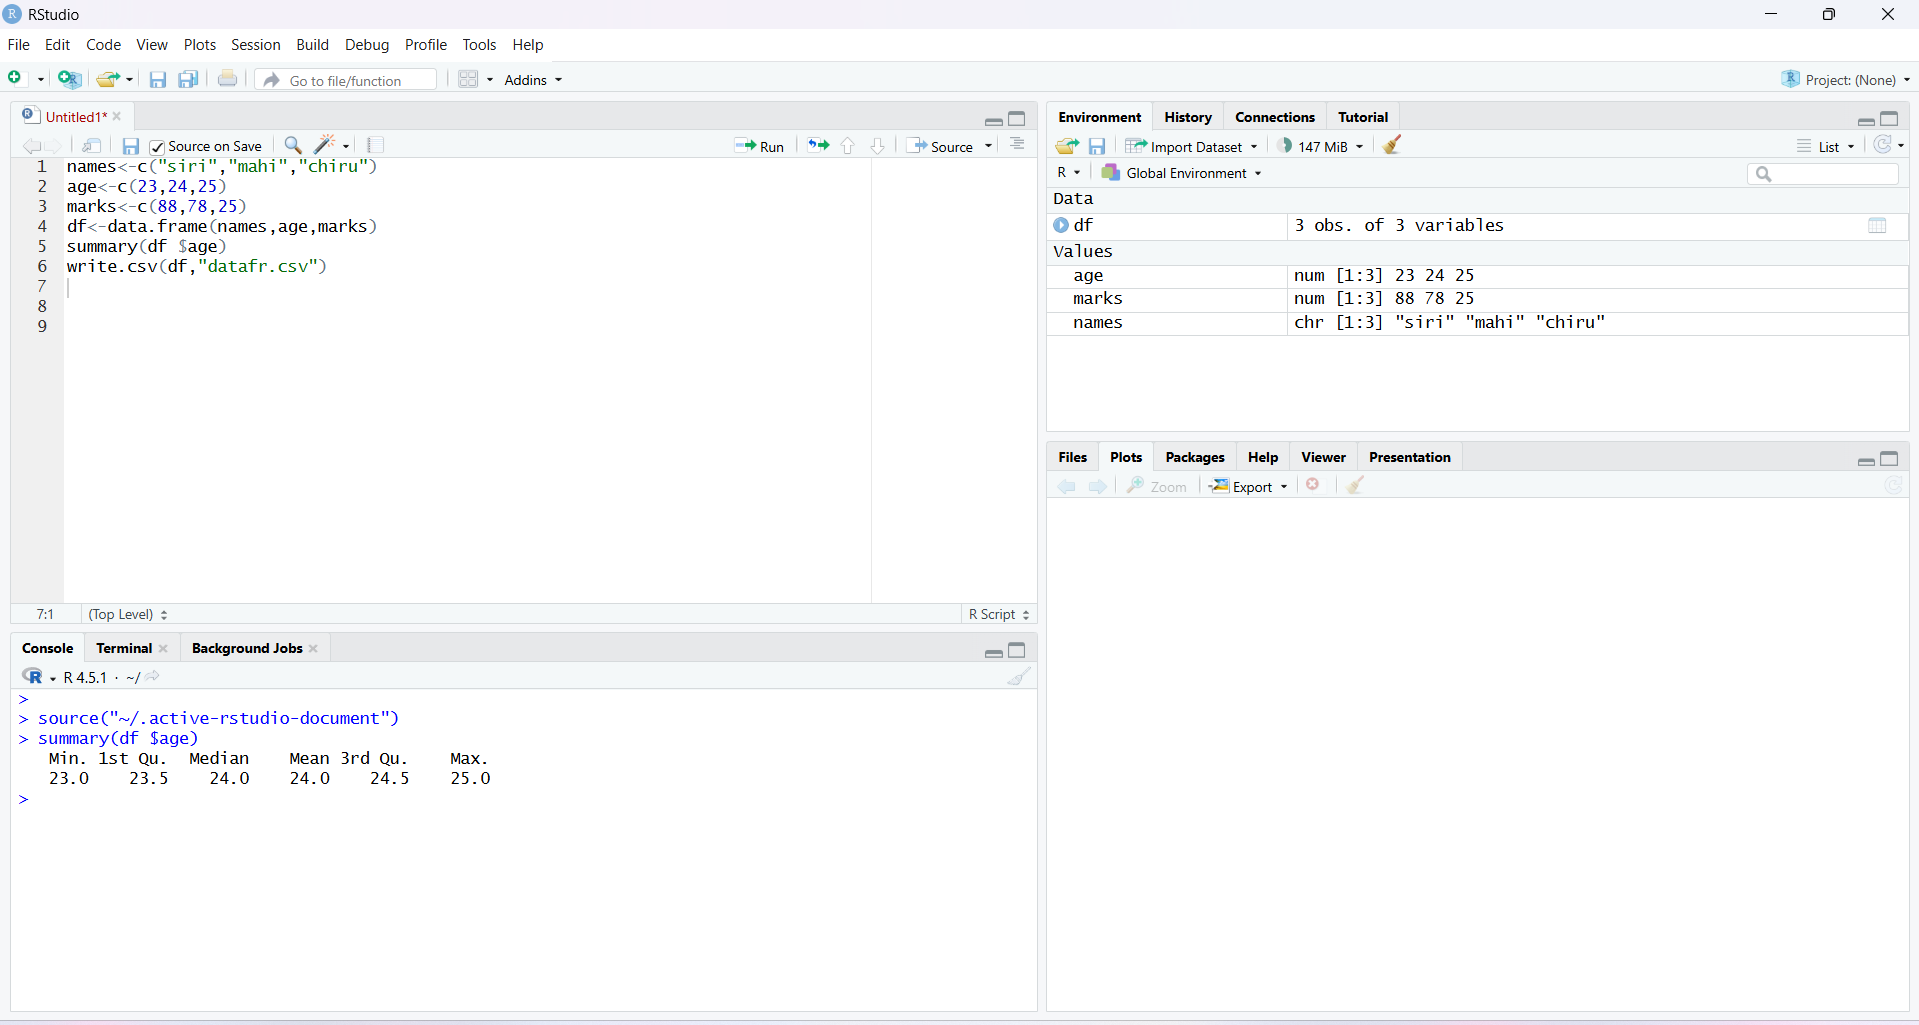 RStudio
File Edit Code View Plots Session Build Debug Profile Tools Help
Go to file/function Addins Project: (None)
Untitled1*
Source on Save Run Source
1 names<-c("siri","mahi","chiru")
2 age<-c(23,24,25)
3 marks<-c(88,78,25)
4 df<-data.frame(names,age,marks)
5 summary(df $age)
6 write.csv(df,"datafr.csv")
7
8
9
7:1 (Top Level) R Script
Console Terminal Background Jobs
R 4.5.1 · ~/
>
> source("~/.active-rstudio-document")
> summary(df $age)
Min. 1st Qu. Median Mean 3rd Qu. Max.
23.0 23.5 24.0 24.0 24.5 25.0
>
Environment History Connections Tutorial
Import Dataset 147 MiB List
R Global Environment
Data
df 3 obs. of 3 variables
Values
age num [1:3] 23 24 25
marks num [1:3] 88 78 25
names chr [1:3] "siri" "mahi" "chiru"
Files Plots Packages Help Viewer Presentation
Zoom Export